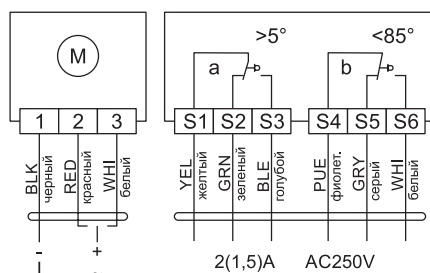 >5°
<85°
M
a
b
1 2 3
S1 S2 S3
S4 S5 S6
BLK
черный
RED
красный
WHI
белый
YEL
желтый
GRN
зеленый
BLE
голубой
PUE
фиолет.
GRY
серый
WHI
белый
- +
2(1,5)A AC250V